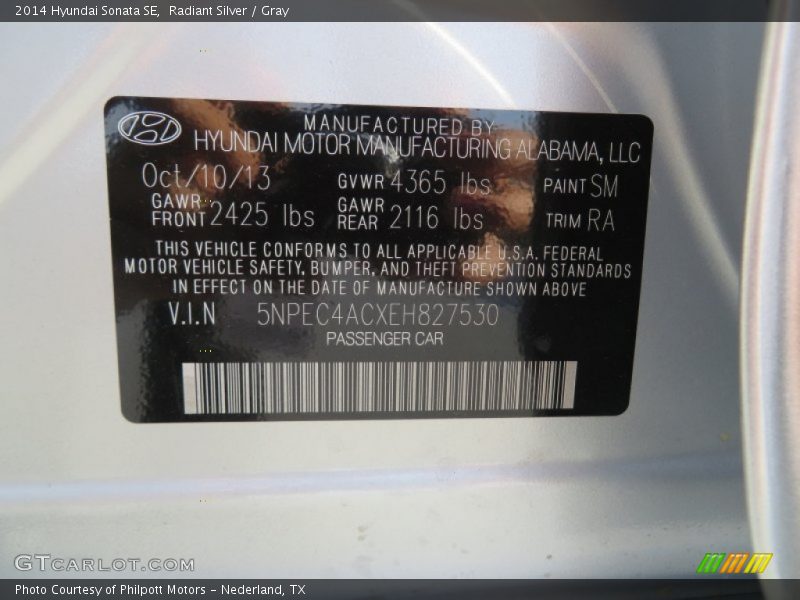 2014 Hyundai Sonata SE,  Radiant Silver / Gray
MANUFACTURED BY
HYUNDAI MOTOR MANUFACTURING ALABAMA, LLC
Oct/10/13 GVWR 4365 lbs PAINT SM
GAWR FRONT 2425 lbs GAWR REAR 2116 lbs TRIM RA
THIS VEHICLE CONFORMS TO ALL APPLICABLE U.S.A. FEDERAL
MOTOR VEHICLE SAFETY, BUMPER, AND THEFT PREVENTION STANDARDS
IN EFFECT ON THE DATE OF MANUFACTURE SHOWN ABOVE
V.I.N 5NPEC4ACXEH827530
PASSENGER CAR
GTCARLOT.COM
Photo Courtesy of Philpott Motors – Nederland, TX